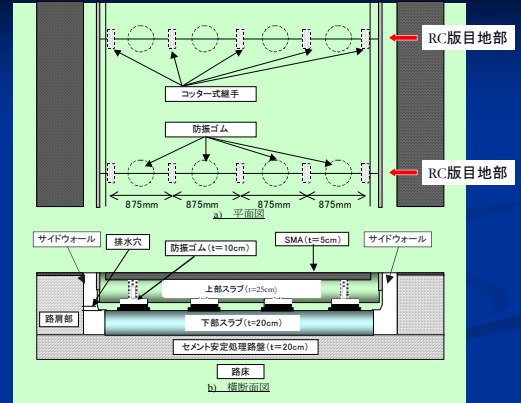 RC版目地部
コッター式継手
防振ゴム
RC版目地部
875mm 875mm 875mm 875mm
a) 平面図
サイドウォール 排水穴 防振ゴム(t=10cm) SMA(t=5cm) サイドウォール
上部スラブ(t=25cm)
路肩部 下部スラブ(t=20cm)
セメント安定処理路盤(t=20cm)
路床
b) 横断面図